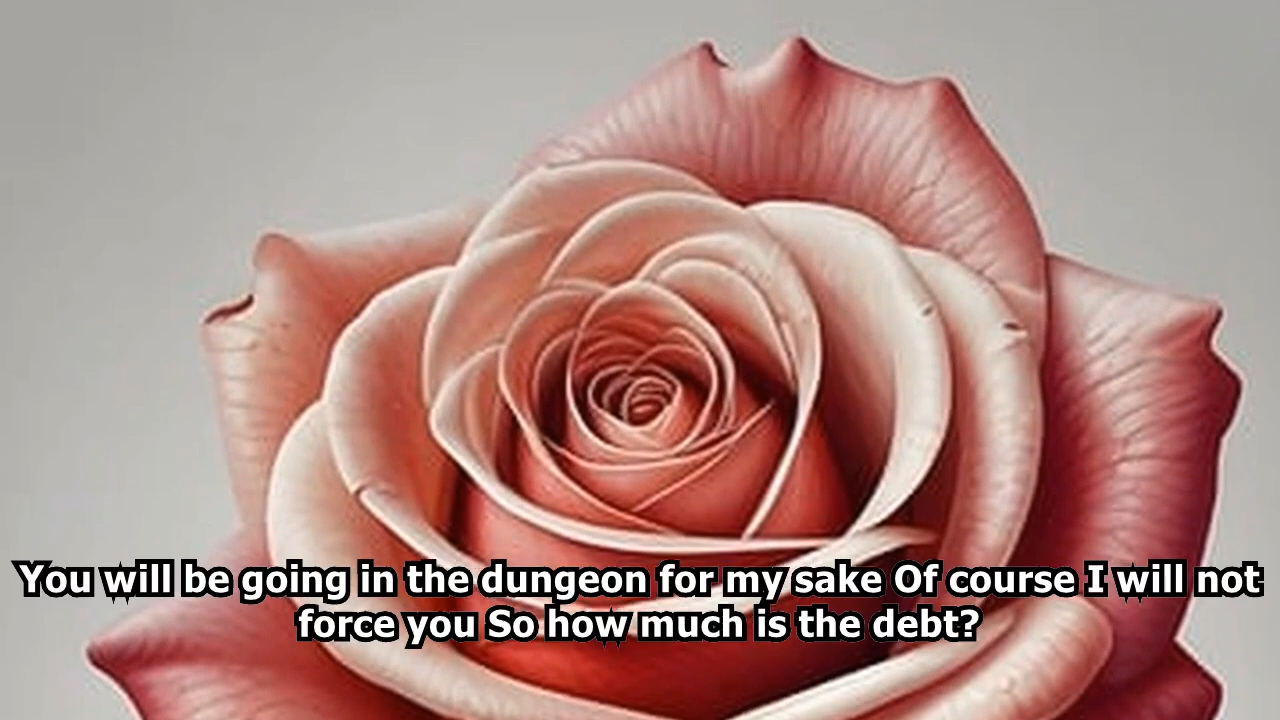 You will be going in the dungeon for my sake Of course I will not
force you So how much is the debt?